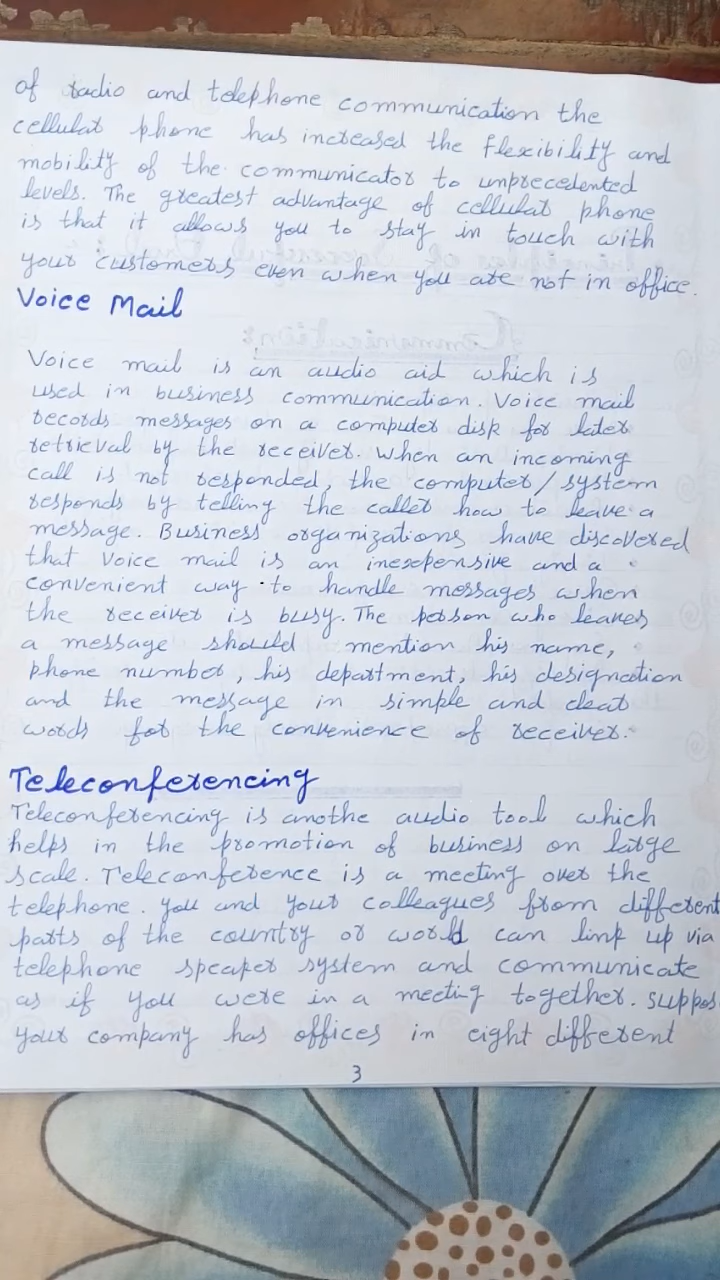 of radio and telephone communication the
cellular phone has increased the flexibility and
mobility of the communicator to unprecedented
levels. The greatest advantage of cellular phone
is that it allows you to stay in touch with
your customers even when you are not in office.
Voice Mail
Voice mail is an audio aid which is
used in business communication. Voice mail
records messages on a computer disk for later
retrieval by the receiver. When an incoming
call is not responded, the computer/system
responds by telling the caller how to leave a
message. Business organizations have discovered
that Voice mail is an inexpensive and a
convenient way to handle messages when
the receiver is busy. The person who leaves
a message should mention his name,
phone number, his department, his designation
and the message in simple and clear
words for the convenience of receiver.
Teleconferencing
Teleconferencing is anothe audio tool which
helps in the promotion of business on large
scale. Teleconference is a meeting over the
telephone. you and your colleagues from different
parts of the country or world can link up via
telephone speaker system and communicate
as if you were in a meeting together. Suppos
your company has offices in eight different
3